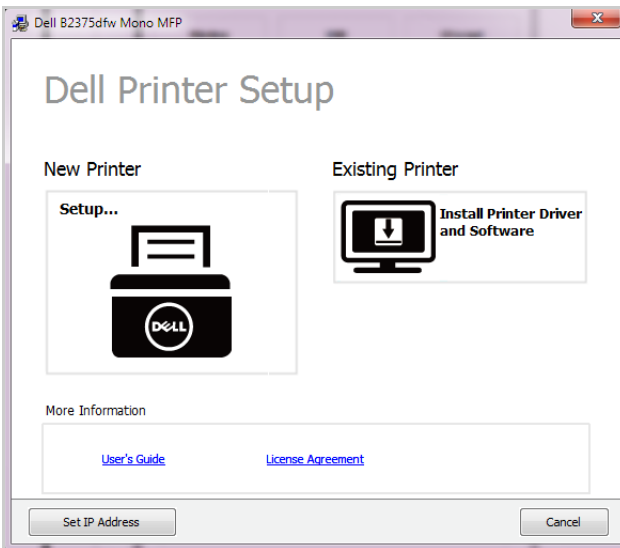 Dell B2375dfw Mono MFP
Dell Printer Setup
New Printer
Existing Printer
Setup...
Install Printer Driver
and Software
DELL
More Information
User's Guide
License Agreement
Set IP Address
Cancel